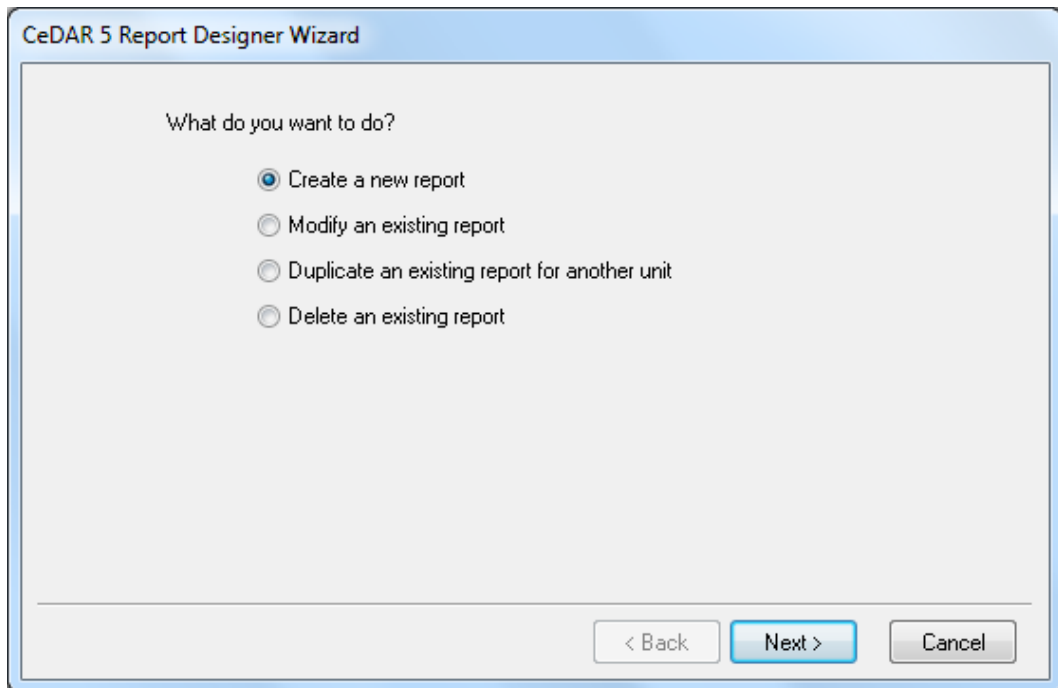 CeDAR 5 Report Designer Wizard
What do you want to do?
Create a new report
Modify an existing report
Duplicate an existing report for another unit
Delete an existing report
< Back Next > Cancel